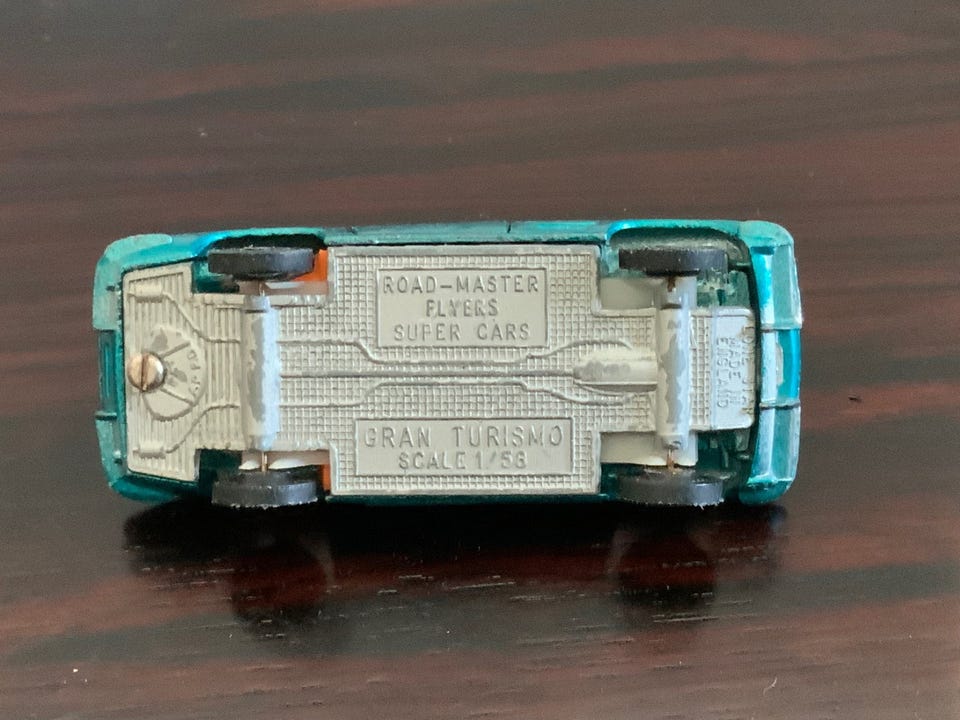 ROAD-MASTER
FLYERS
SUPER CARS
GRAN TURISMO
SCALE 1/58
MADE IN
ENGLAND